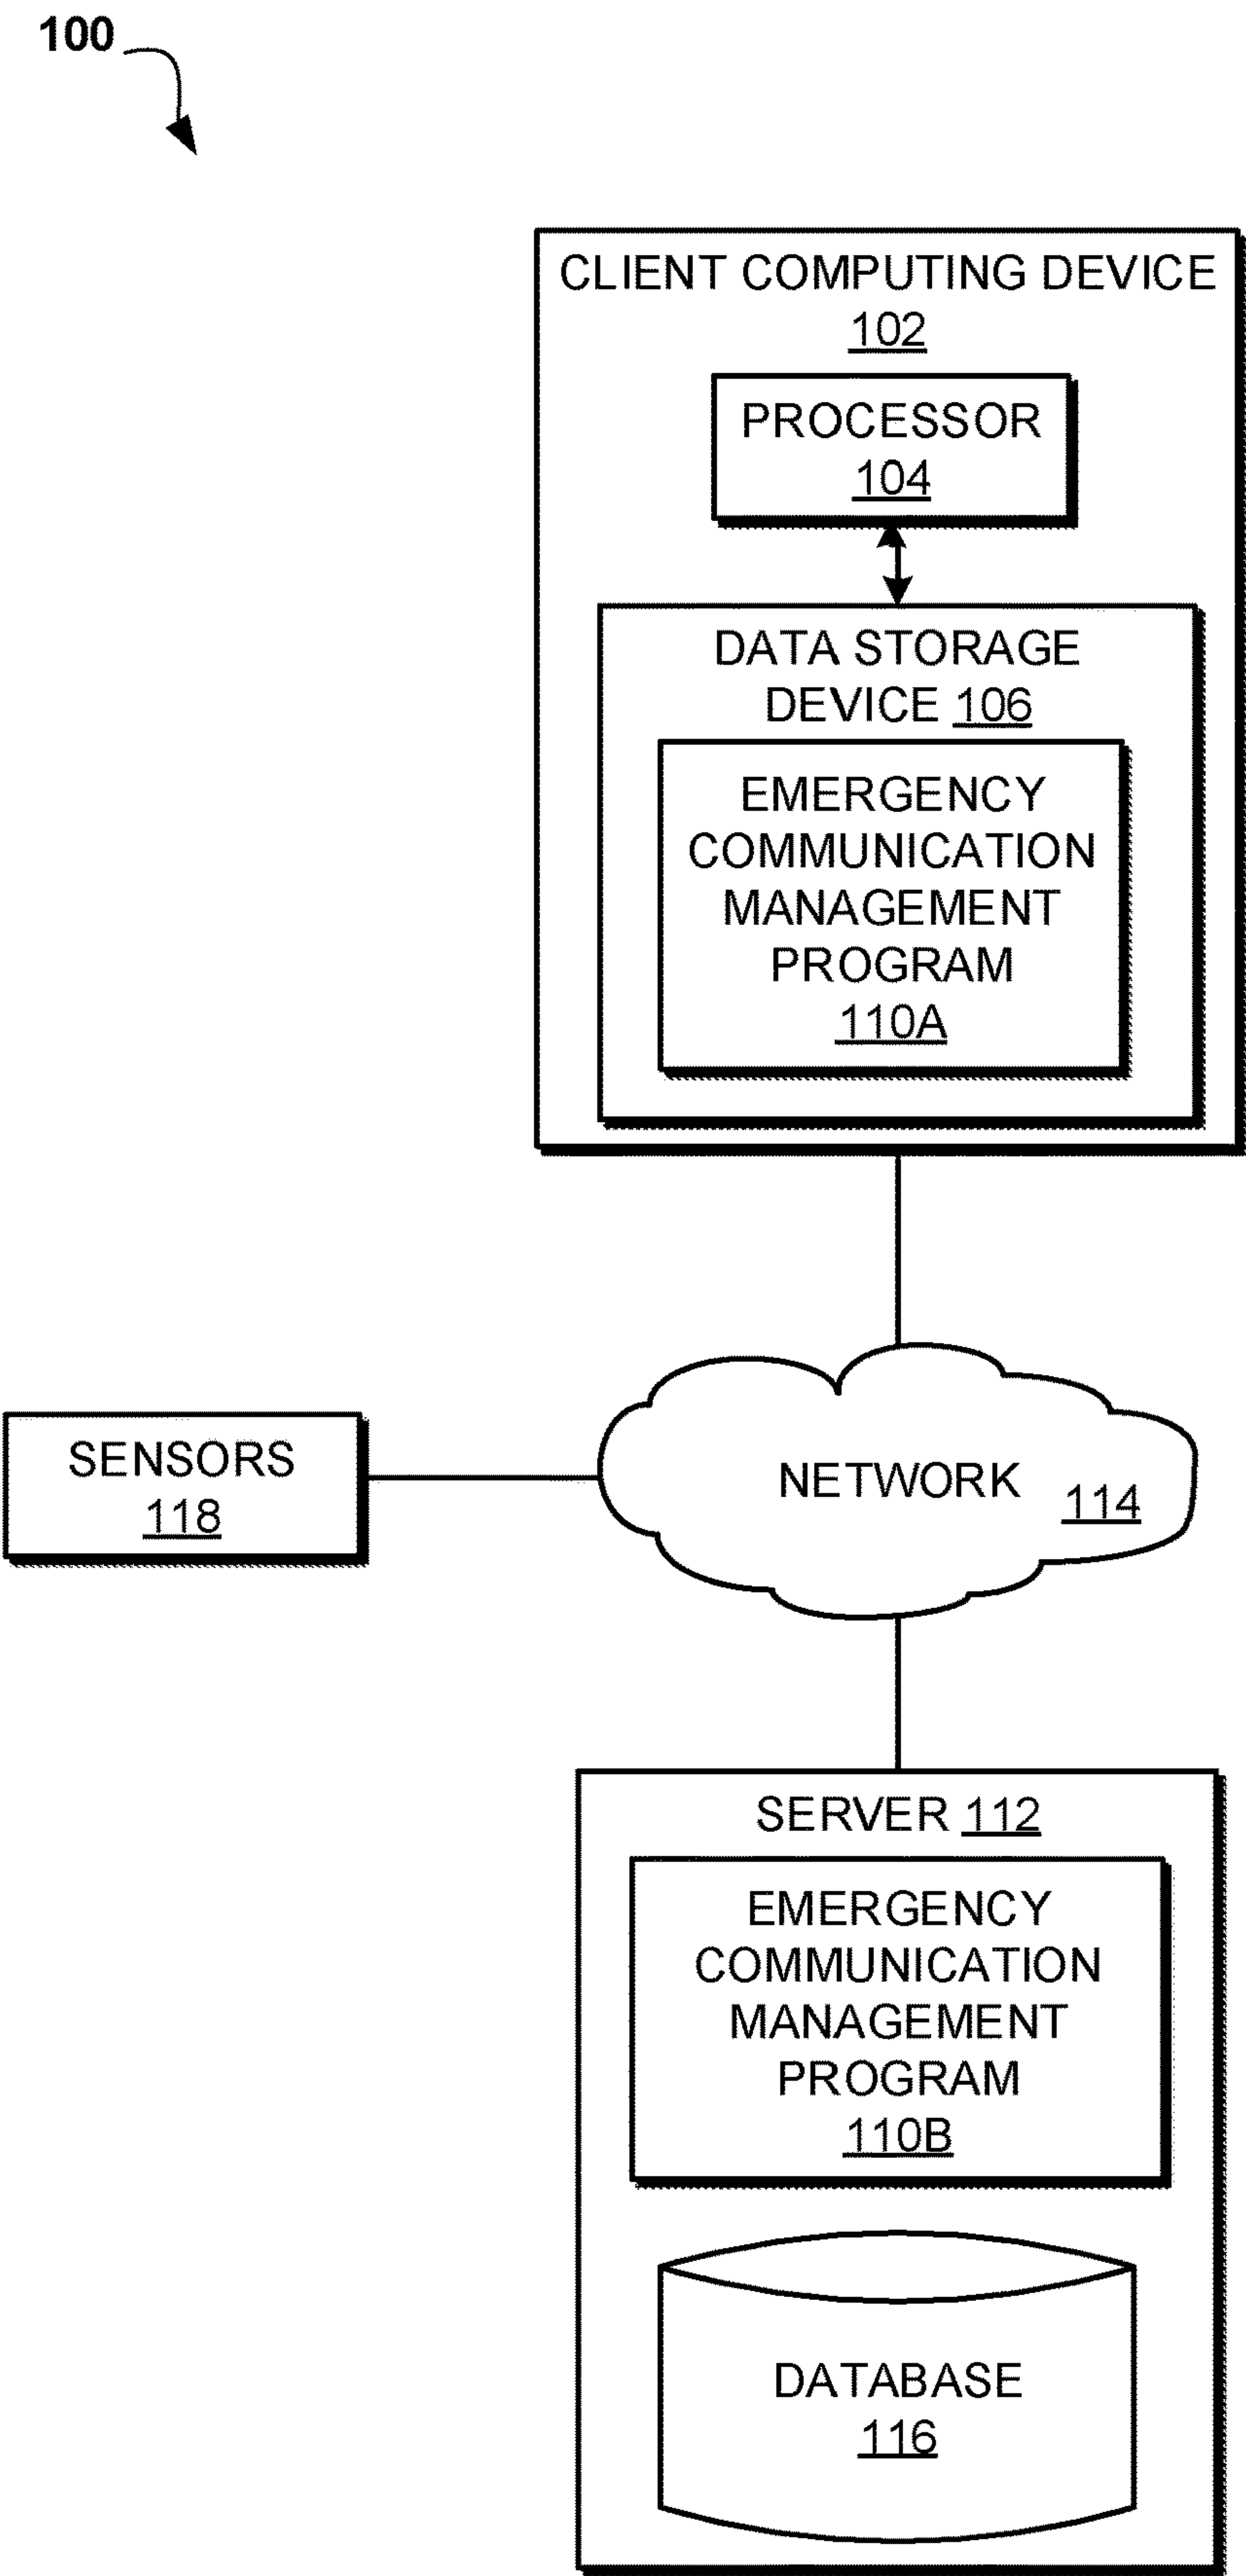 100
CLIENT COMPUTING DEVICE
102
PROCESSOR
104
DATA STORAGE
DEVICE 106
EMERGENCY
COMMUNICATION
MANAGEMENT
PROGRAM
110A
SENSORS
118
NETWORK 114
SERVER 112
EMERGENCY
COMMUNICATION
MANAGEMENT
PROGRAM
110B
DATABASE
116